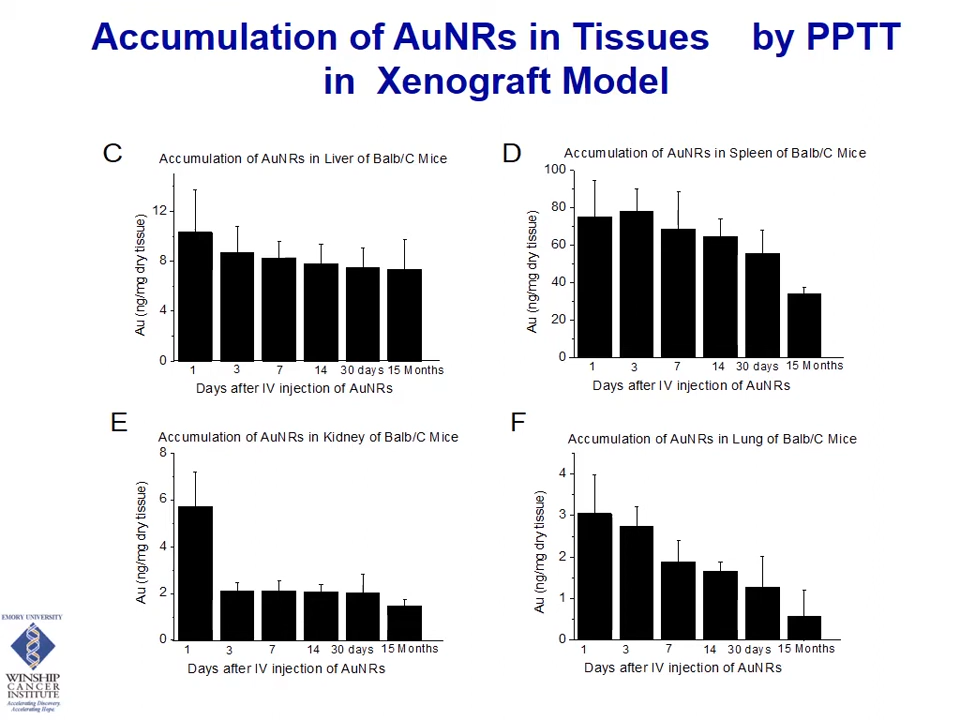 Accumulation of AuNRs in Tissues by PPTT
in Xenograft Model
C
Accumulation of AuNRs in Liver of Balb/C Mice
Au (ng/mg dry tissue)
12
8
4
0
1 3 7 14 30 days 15 Months
Days after IV injection of AuNRs
D
Accumulation of AuNRs in Spleen of Balb/C Mice
Au (ng/mg dry tissue)
100
80
60
40
20
0
1 3 7 14 30 days 15 Months
Days after IV injection of AuNRs
E
Accumulation of AuNRs in Kidney of Balb/C Mice
Au (ng/mg dry tissue)
8
6
4
2
0
1 3 7 14 30 days 15 Months
Days after IV injection of AuNRs
F
Accumulation of AuNRs in Lung of Balb/C Mice
Au (ng/mg dry tissue)
4
3
2
1
0
1 3 7 14 30 days 15 Months
Days after IV injection of AuNRs
EMORY UNIVERSITY
WINSHIP
CANCER
INSTITUTE
Accelerating Discovery.
Accelerating Hope.